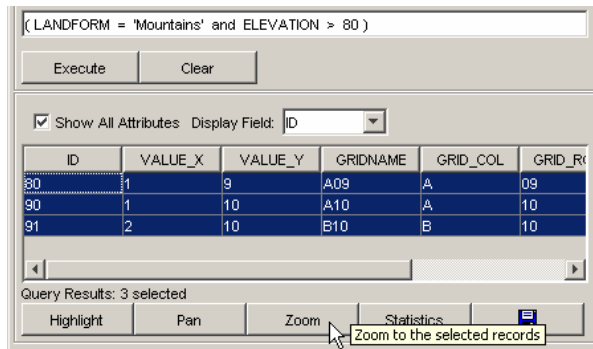 ( LANDFORM = 'Mountains' and ELEVATION > 80 )
Execute Clear
Show All Attributes Display Field: ID
ID VALUE_X VALUE_Y GRIDNAME GRID_COL GRID_RO
80 1 9 A09 A 09
90 1 10 A10 A 10
91 2 10 B10 B 10
Query Results: 3 selected
Highlight Pan Zoom Statistics
Zoom to the selected records